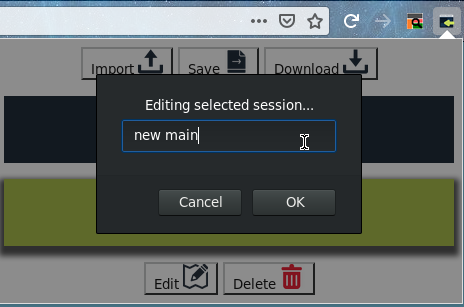 Import Save Download
Editing selected session...
new main
Cancel OK
Edit Delete